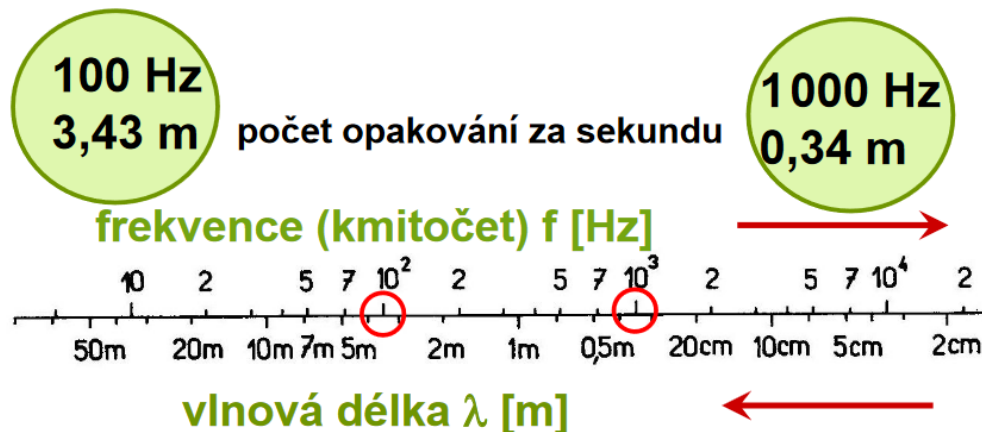 100 Hz
3,43 m
počet opakování za sekundu
1 000 Hz
0,34 m
frekvence (kmitočet) f [Hz]
10 2 5 7 10² 2 5 7 10³ 2 5 7 10⁴ 2
50m 20m 10m 7m 5m 2m 1m 0,5m 20cm 10cm 5cm 2cm
vlnová délka λ [m]